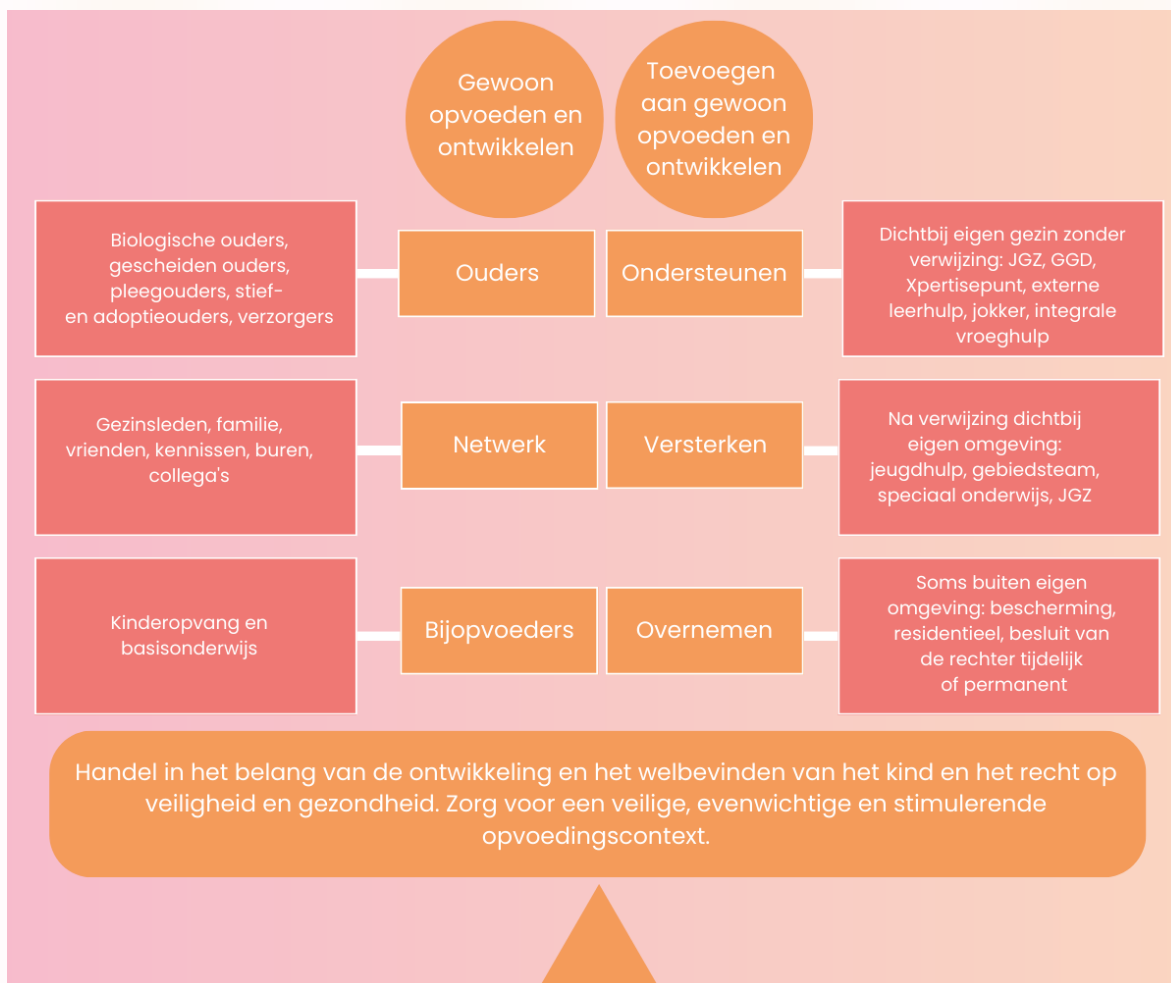 Gewoon
opvoeden en
ontwikkelen
Toevoegen
aan gewoon
opvoeden en
ontwikkelen
Biologische ouders,
gescheiden ouders,
pleegouders, stief-
en adoptieouders, verzorgers
Ouders
Ondersteunen
Dichtbij eigen gezin zonder
verwijzing: JGZ, GGD,
Xpertisepunt, externe
leerhulp, jokker, integrale
vroeghulp
Gezinsleden, familie,
vrienden, kennissen, buren,
collega's
Netwerk
Versterken
Na verwijzing dichtbij
eigen omgeving:
jeugdhulp, gebiedsteam,
speciaal onderwijs, JGZ
Kinderopvang en
basisonderwijs
Bijopvoeders
Overnemen
Soms buiten eigen
omgeving: bescherming,
residentieel, besluit van
de rechter tijdelijk
of permanent
Handel in het belang van de ontwikkeling en het welbevinden van het kind en het recht op
veiligheid en gezondheid. Zorg voor een veilige, evenwichtige en stimulerende
opvoedingscontext.